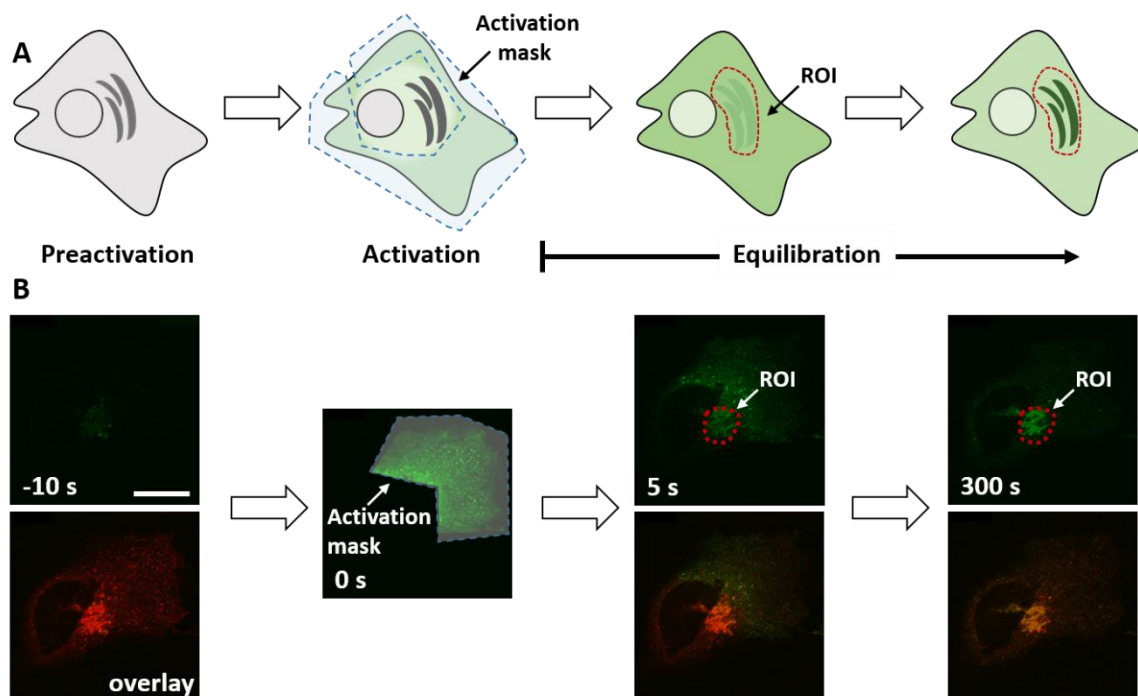 A
Activation
mask
ROI
Preactivation
Activation
Equilibration
B
-10 s
overlay
Activation
mask
0 s
ROI
5 s
ROI
300 s